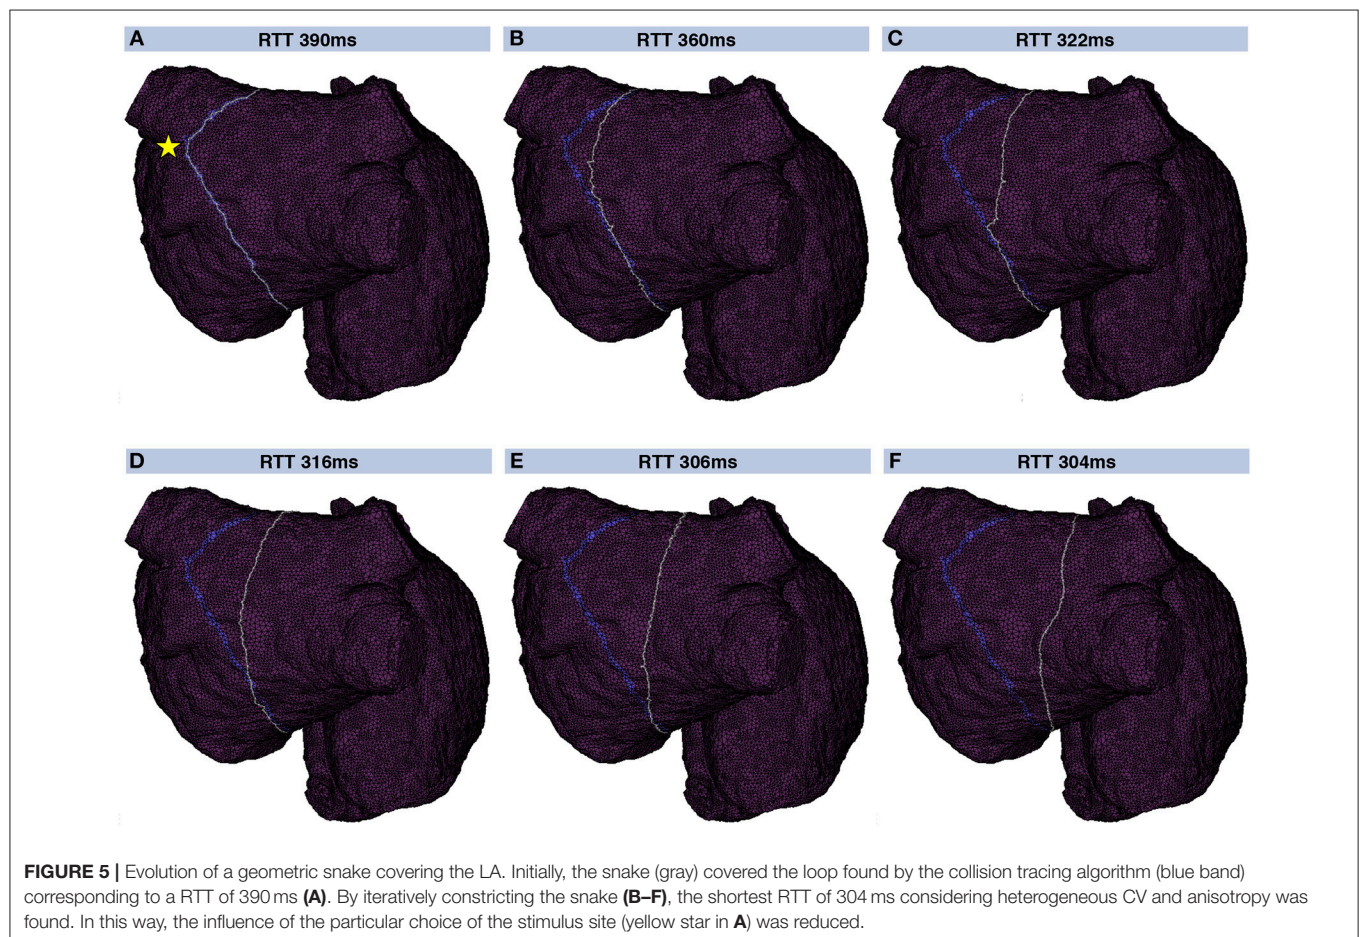 A RTT 390ms
B RTT 360ms
C RTT 322ms
D RTT 316ms
E RTT 306ms
F RTT 304ms
FIGURE 5 | Evolution of a geometric snake covering the LA. Initially, the snake (gray) covered the loop found by the collision tracing algorithm (blue band)
corresponding to a RTT of 390 ms (A). By iteratively constricting the snake (B–F), the shortest RTT of 304 ms considering heterogeneous CV and anisotropy was
found. In this way, the influence of the particular choice of the stimulus site (yellow star in A) was reduced.